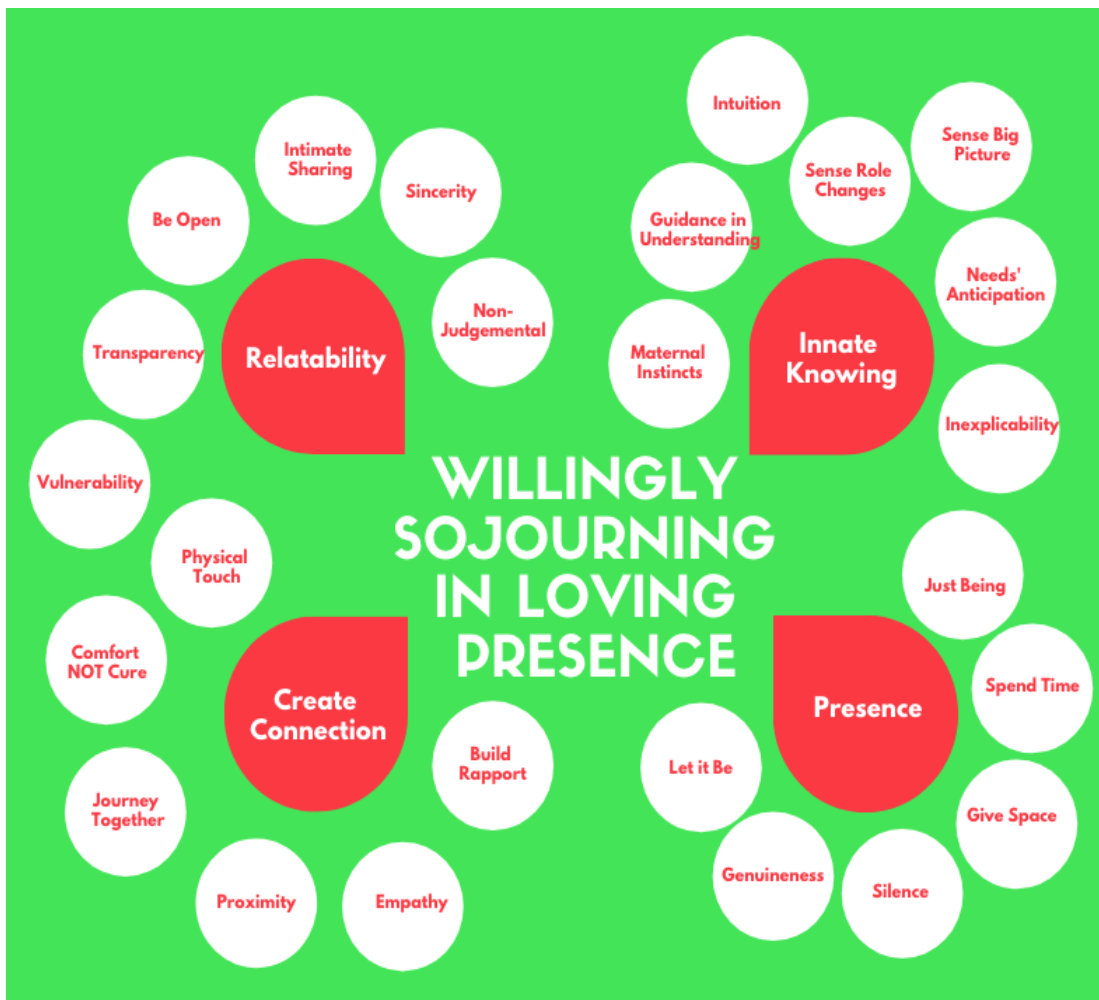 WILLINGLY
SOJOURNING
IN LOVING
PRESENCE
Relatability
Non-
Judgemental
Sincerity
Intimate
Sharing
Be Open
Transparency
Vulnerability
Innate
Knowing
Maternal
Instincts
Guidance in
Understanding
Intuition
Sense Role
Changes
Sense Big
Picture
Needs'
Anticipation
Inexplicability
Create
Connection
Physical
Touch
Comfort
NOT Cure
Journey
Together
Proximity
Empathy
Build
Rapport
Presence
Just Being
Spend Time
Give Space
Silence
Genuineness
Let it Be